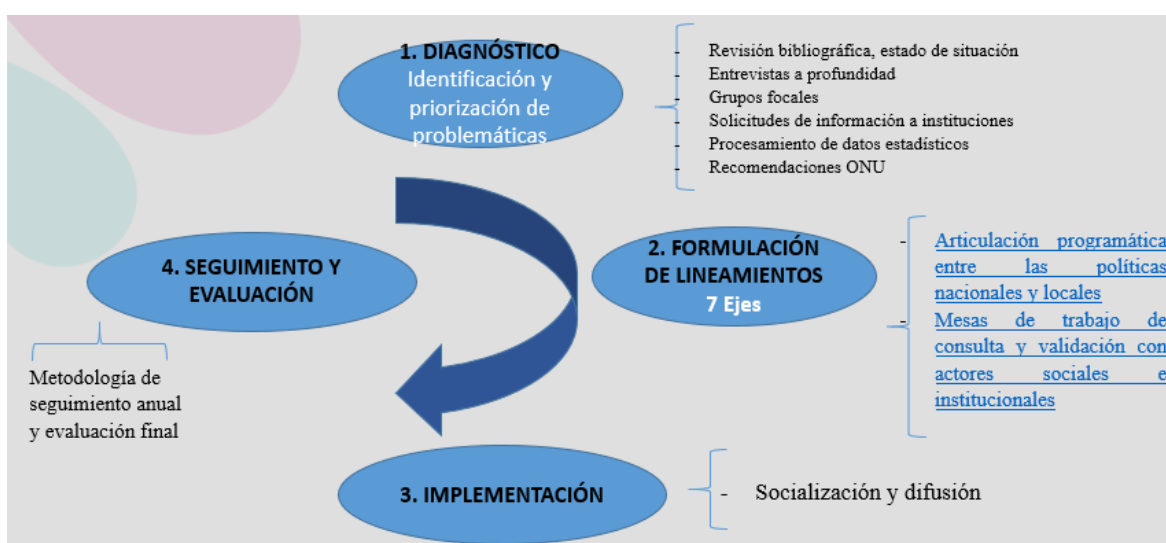 1. DIAGNÓSTICO
Identificación y
priorización de
problemáticas
- Revisión bibliográfica, estado de situación
- Entrevistas a profundidad
- Grupos focales
- Solicitudes de información a instituciones
- Procesamiento de datos estadísticos
- Recomendaciones ONU
2. FORMULACIÓN
DE LINEAMIENTOS
7 Ejes
- Articulación programática
entre las políticas
nacionales y locales
- Mesas de trabajo de
consulta y validación con
actores sociales e
institucionales
4. SEGUIMIENTO Y
EVALUACIÓN
Metodología de
seguimiento anual
y evaluación final
3. IMPLEMENTACIÓN
- Socialización y difusión